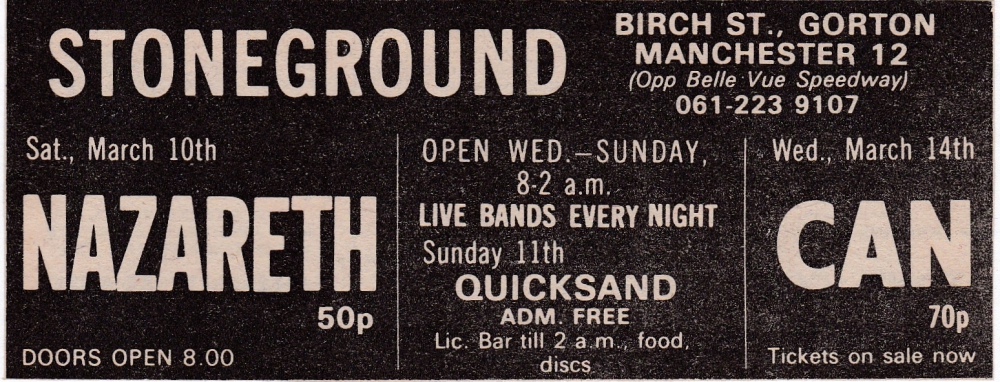 STONEGROUND
BIRCH ST., GORTON
MANCHESTER 12
(Opp Belle Vue Speedway)
061-223 9107
Sat., March 10th
NAZARETH
50p
DOORS OPEN 8.00
OPEN WED.–SUNDAY,
8-2 a.m.
LIVE BANDS EVERY NIGHT
Sunday 11th
QUICKSAND
ADM. FREE
Lic. Bar till 2 a.m., food,
discs
Wed., March 14th
CAN
70p
Tickets on sale now